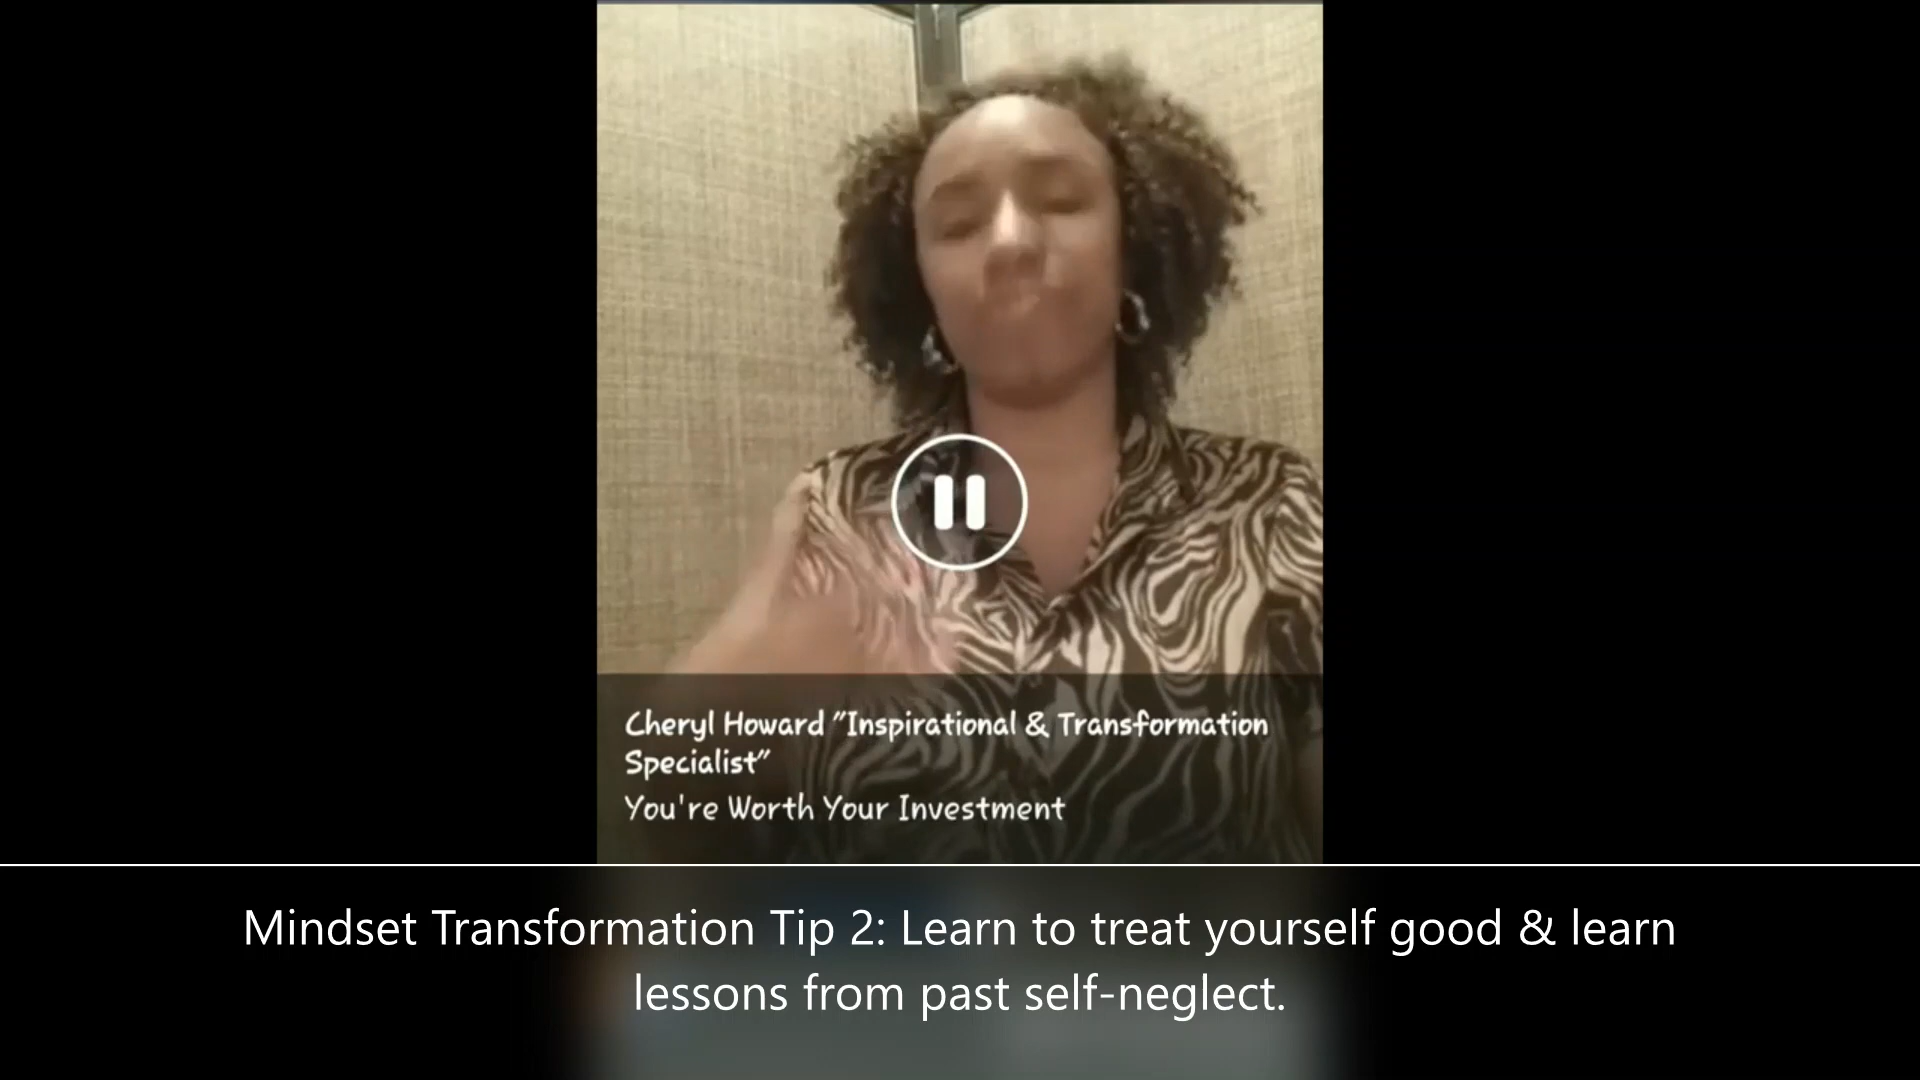 Cheryl Howard "Inspirational & Transformation
Specialist"
You're Worth Your Investment
Mindset Transformation Tip 2: Learn to treat yourself good & learn
lessons from past self-neglect.